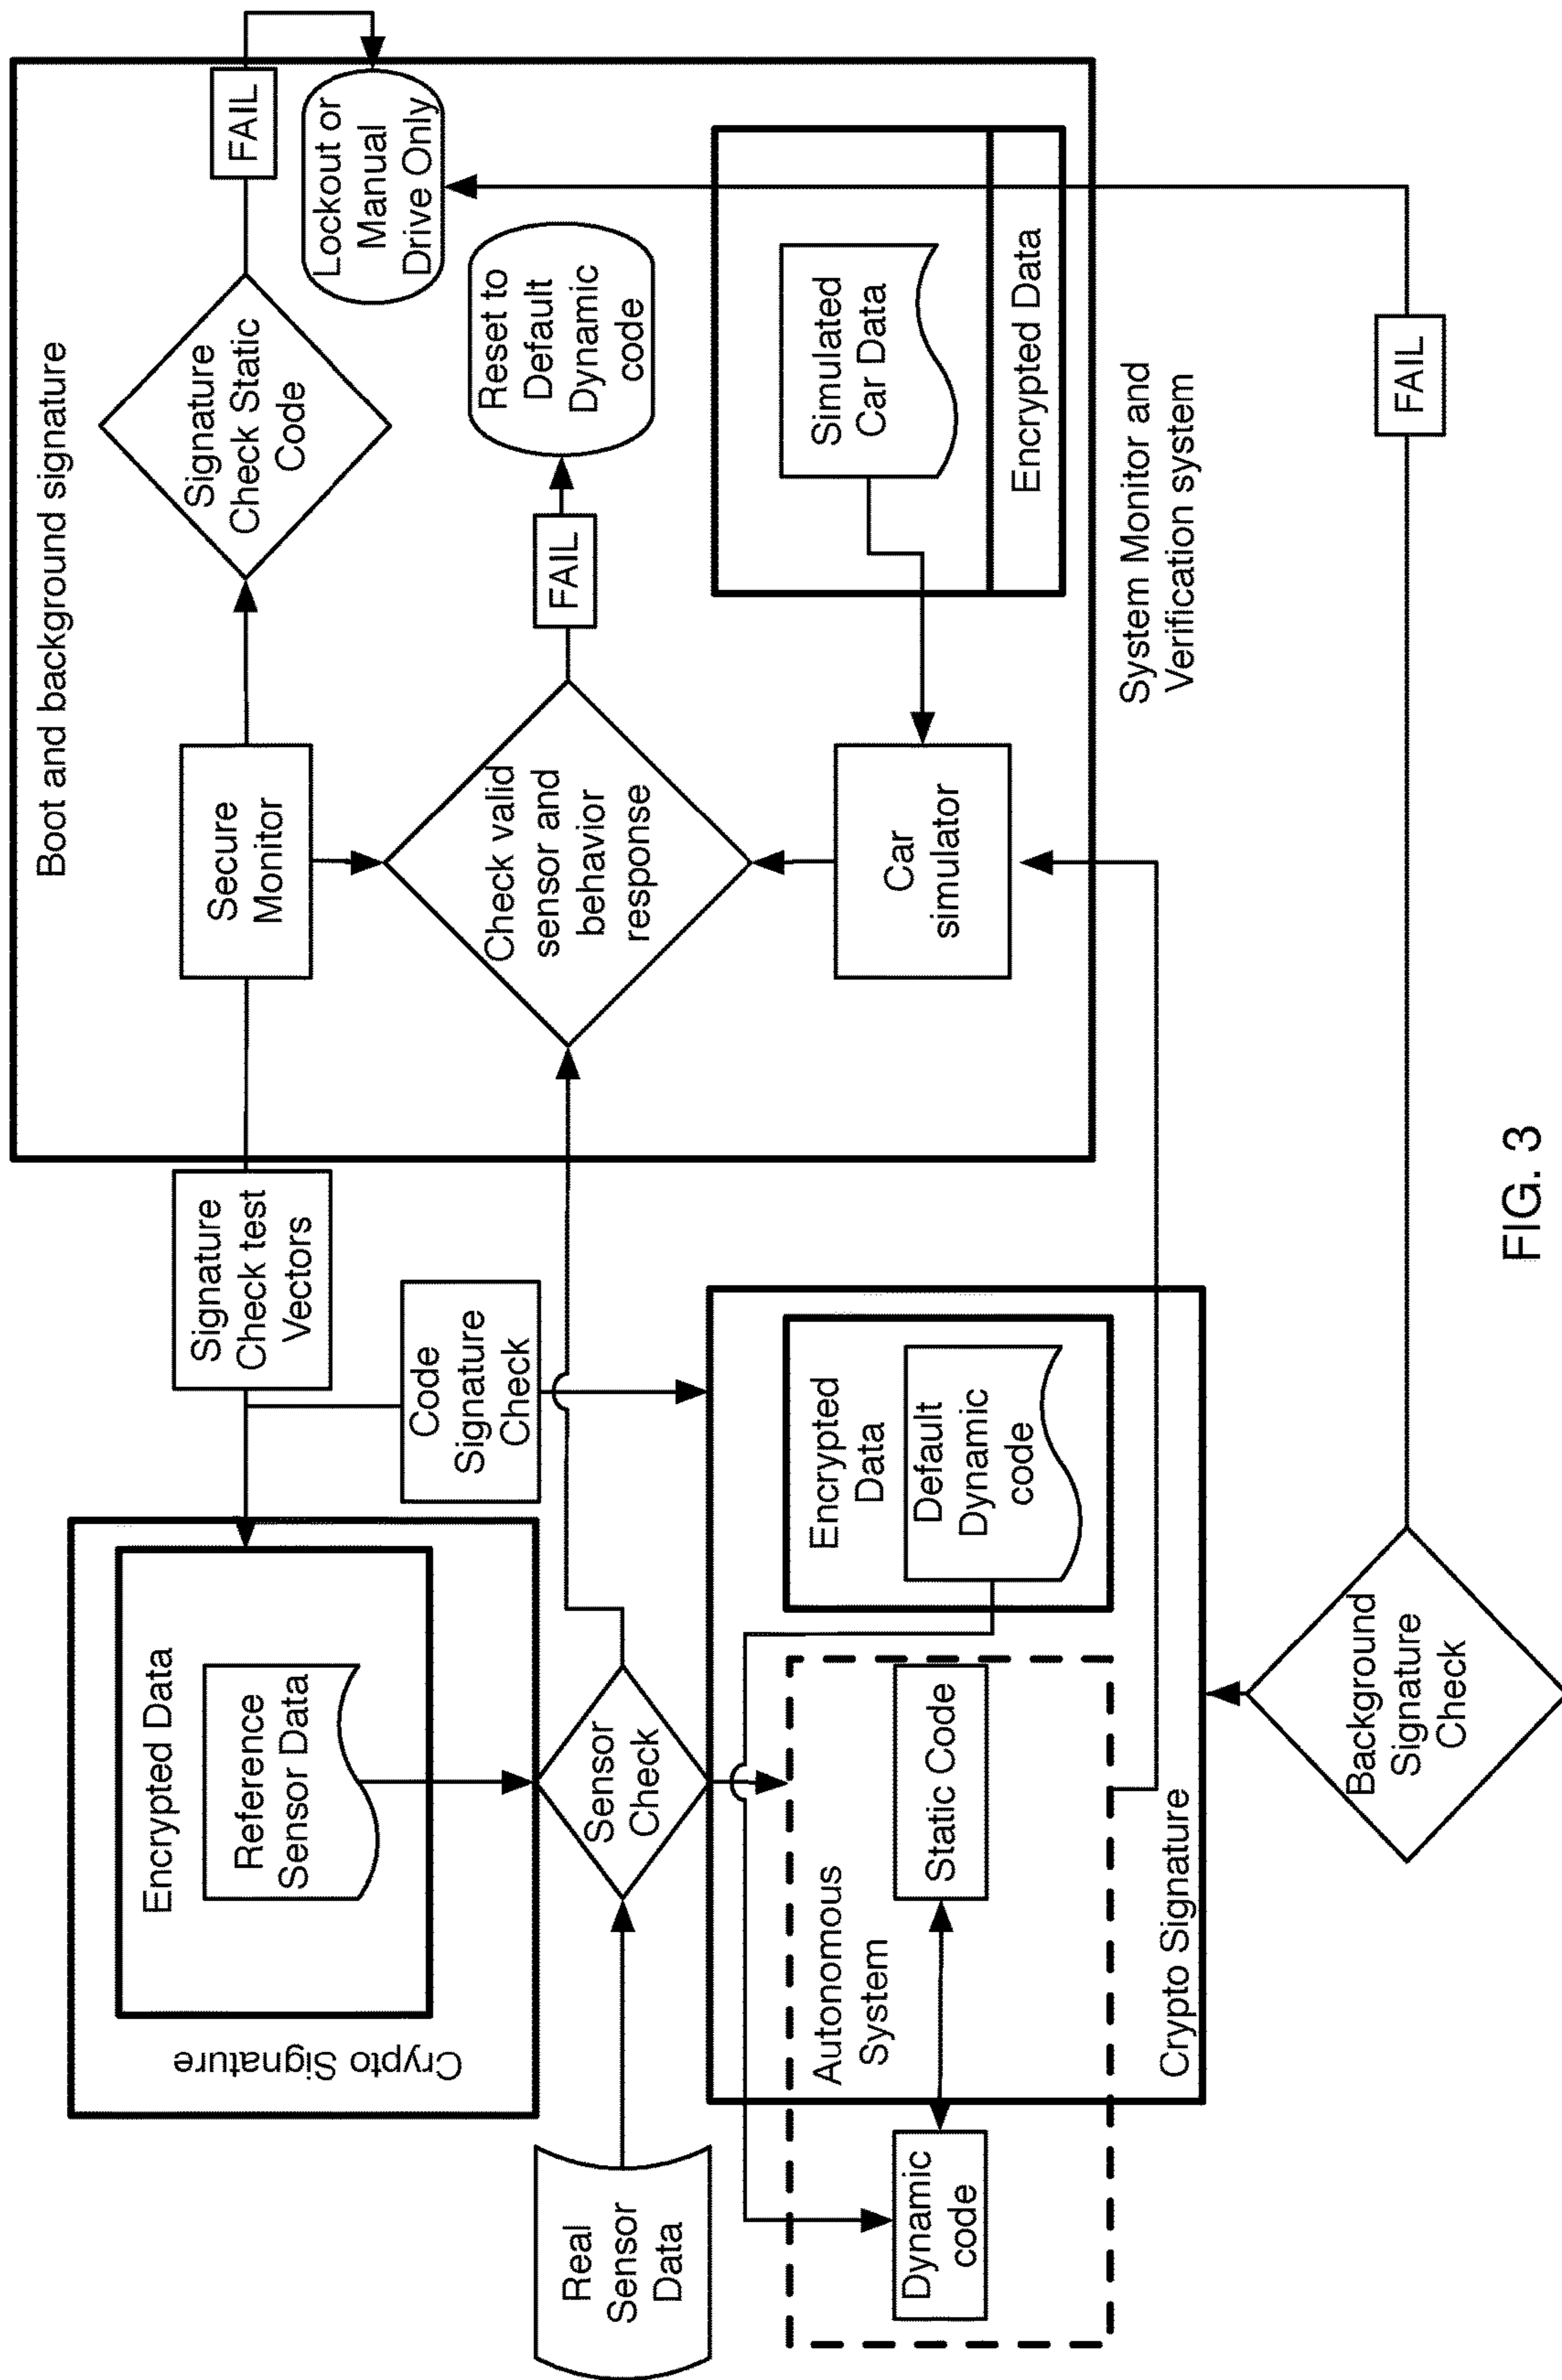 Boot and background signature
Encrypted Data
Reference
Sensor Data
Crypto Signature
Signature
Check test
Vectors
Secure
Monitor
Signature
Check Static
Code
FAIL
Lockout or
Manual
Drive Only
Code
Signature
Check
Real
Sensor
Data
Sensor
Check
Check valid
sensor and
behavior
response
FAIL
Reset to
Default
Dynamic
code
Autonomous
System
Dynamic
code
Static Code
Encrypted
Data
Default
Dynamic
code
Crypto Signature
Car
simulator
Simulated
Car Data
Encrypted Data
System Monitor and
Verification system
Background
Signature
Check
FAIL
FIG. 3